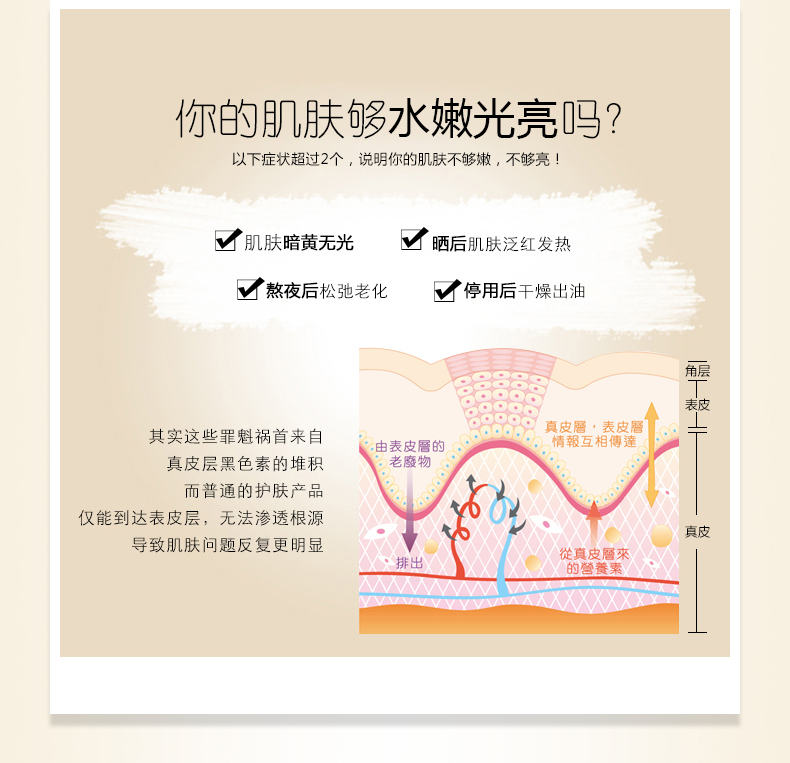 你的肌肤够水嫩光亮吗?
以下症状超过2个，说明你的肌肤不够嫩，不够亮！
肌肤暗黄无光
晒后肌肤泛红发热
熬夜后松弛老化
停用后干燥出油
其实这些罪魁祸首来自
真皮层黑色素的堆积
而普通的护肤产品
仅能到达表皮层，无法渗透根源
导致肌肤问题反复更明显
由表皮層的
老廢物
排出
真皮層·表皮層
情報互相傳達
從真皮層來
的營養素
角层
表皮
真皮